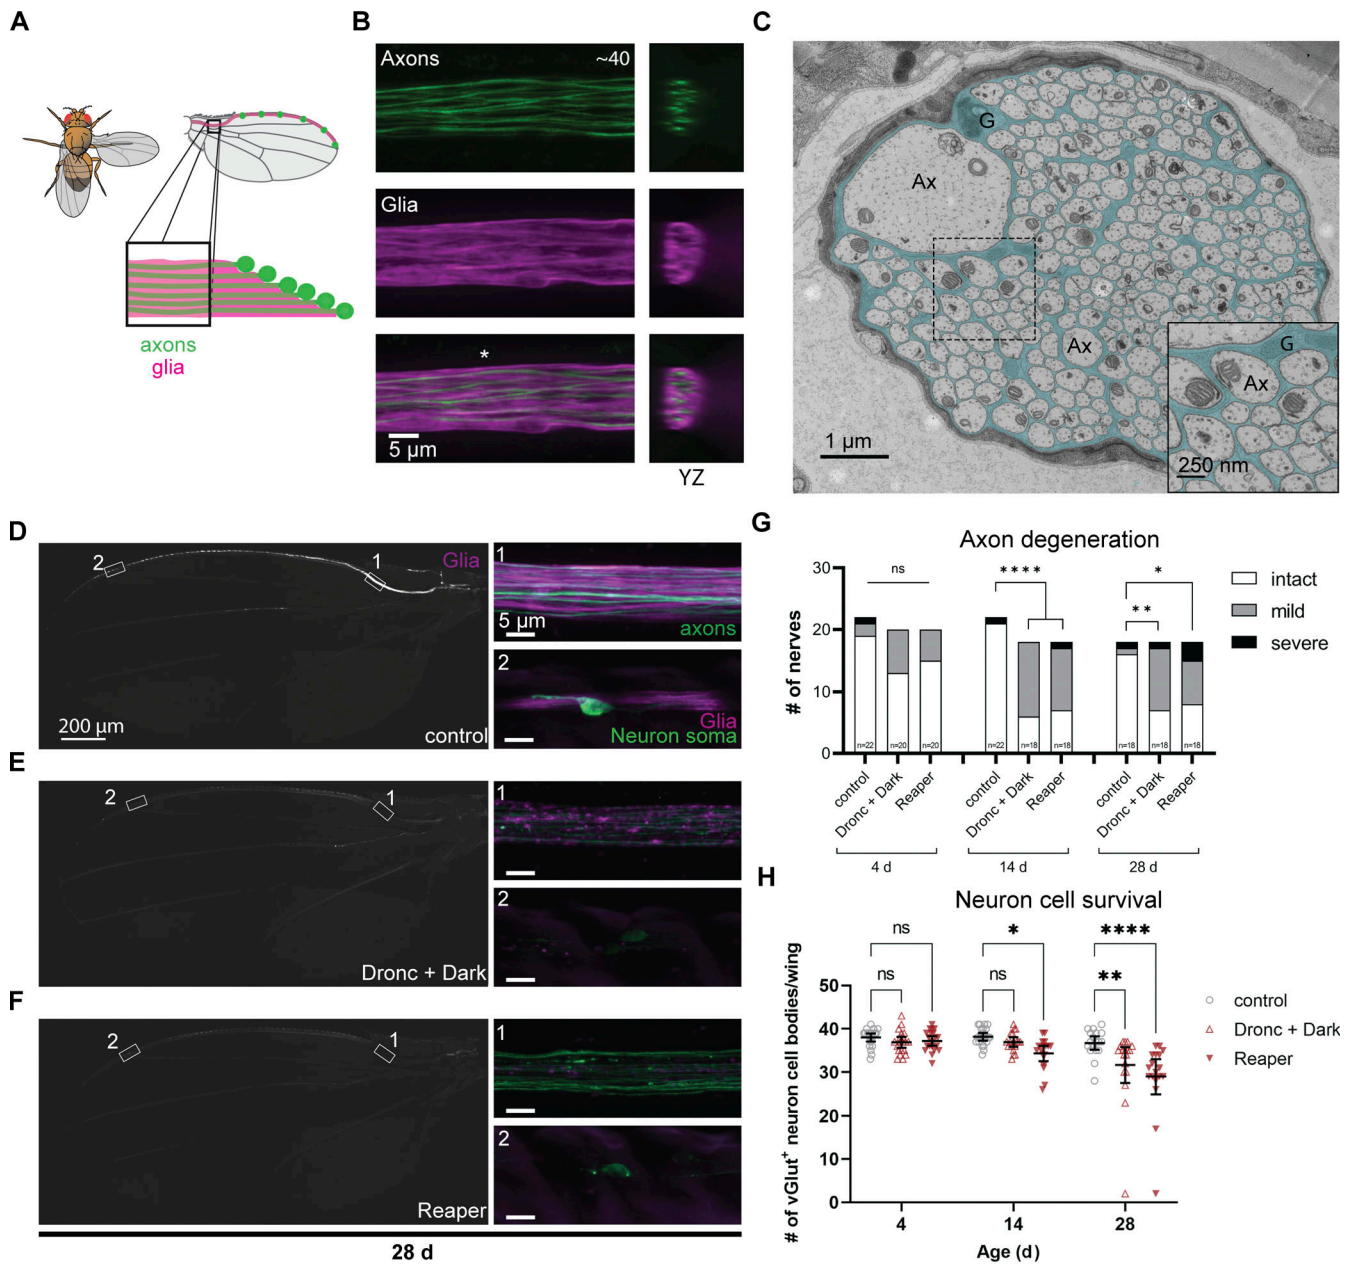 A
axons
glia
B
Axons
~40
Glia
*
5 µm
YZ
C
G
Ax
Ax
1 µm
G
Ax
250 nm
D
2
1
Glia
200 µm
control
1
5 µm
axons
2
Glia
Neuron soma
E
2
1
Dronc + Dark
1
2
F
2
1
Reaper
1
2
28 d
G
Axon degeneration
# of nerves
30
20
10
0
ns
****
*
**
intact
mild
severe
n=22
n=20
n=20
n=22
n=18
n=18
n=18
n=18
n=18
control
Dronc + Dark
Reaper
control
Dronc + Dark
Reaper
control
Dronc + Dark
Reaper
4 d
14 d
28 d
H
Neuron cell survival
# of vGlut+ neuron cell bodies/wing
50
40
30
20
10
0
ns
*
****
ns
ns
**
control
Dronc + Dark
Reaper
4
14
28
Age (d)